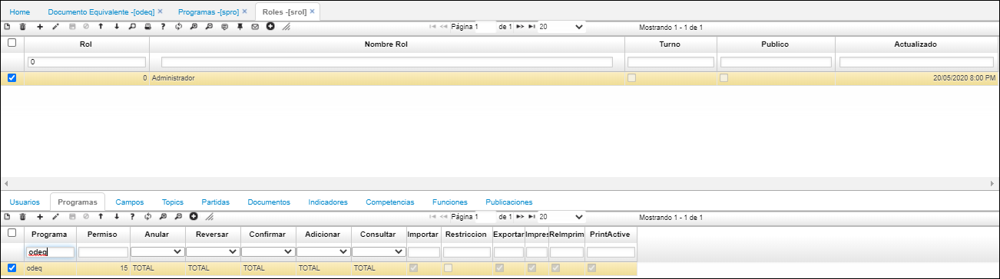 Home Documento Equivalente -[odeq] × Programas -[spro] × Roles -[srol] ×
Página 1 de 1 20 Mostrando 1 - 1 de 1
Rol Nombre Rol Turno Publico Actualizado
0
0 Administrador 20/05/2020 8:00 PM
Usuarios Programas Campos Topics Partidas Documentos Indicadores Competencias Funciones Publicaciones
Página 1 de 1 20 Mostrando 1 - 1 de 1
Programa Permiso Anular Reversar Confirmar Adicionar Consultar Importar Restriccion Exportar Impres ReImprim PrintActive
odeq
odeq 15 TOTAL TOTAL TOTAL TOTAL TOTAL